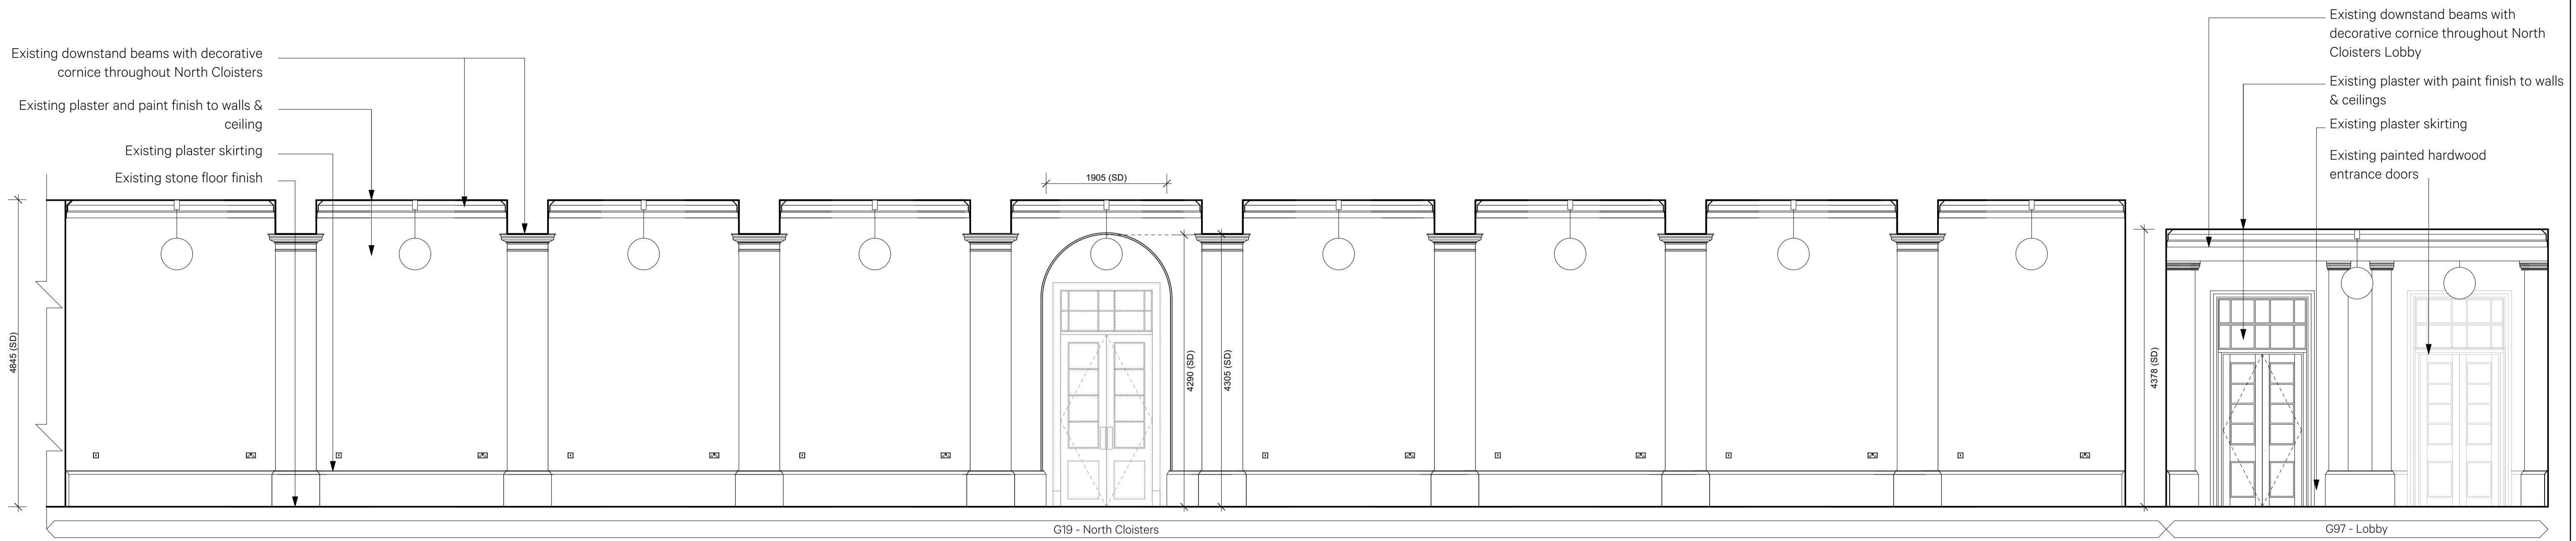 Existing downstand beams with decorative
cornice throughout North Cloisters
Existing plaster and paint finish to walls &
ceiling
Existing plaster skirting
Existing stone floor finish
4845 (SD)
1905 (SD)
4290 (SD)
4305 (SD)
4378 (SD)
Existing downstand beams with
decorative cornice throughout North
Cloisters Lobby
Existing plaster with paint finish to walls
& ceilings
Existing plaster skirting
Existing painted hardwood
entrance doors
G19 - North Cloisters
G97 - Lobby